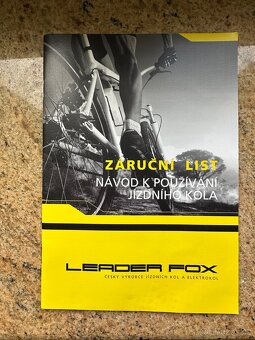 ZÁRUČNÍ LIST
NÁVOD K POUŽÍVÁNÍ
JÍZDNÍHO KOLA
LEADER FOX
ČESKÝ VÝROBCE JÍZDNÍCH KOL A ELEKTROKOL